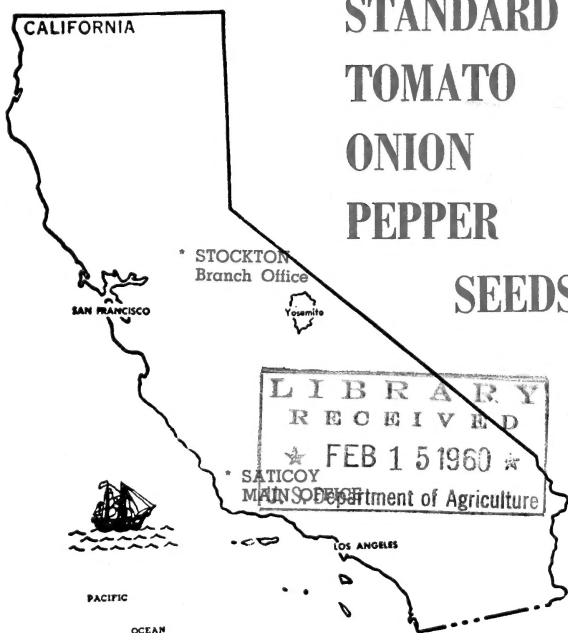 CALIFORNIA
STANDARD
TOMATO
ONION
PEPPER
SEEDS
* STOCKTON
Branch Office
SAN FRANCISCO
Yosemite
LIBRARY
RECEIVED
☆ FEB 15 1960 ☆
U. S. Department of Agriculture
* SATICOY
MAIN OFFICE
LOS ANGELES
PACIFIC
OCEAN